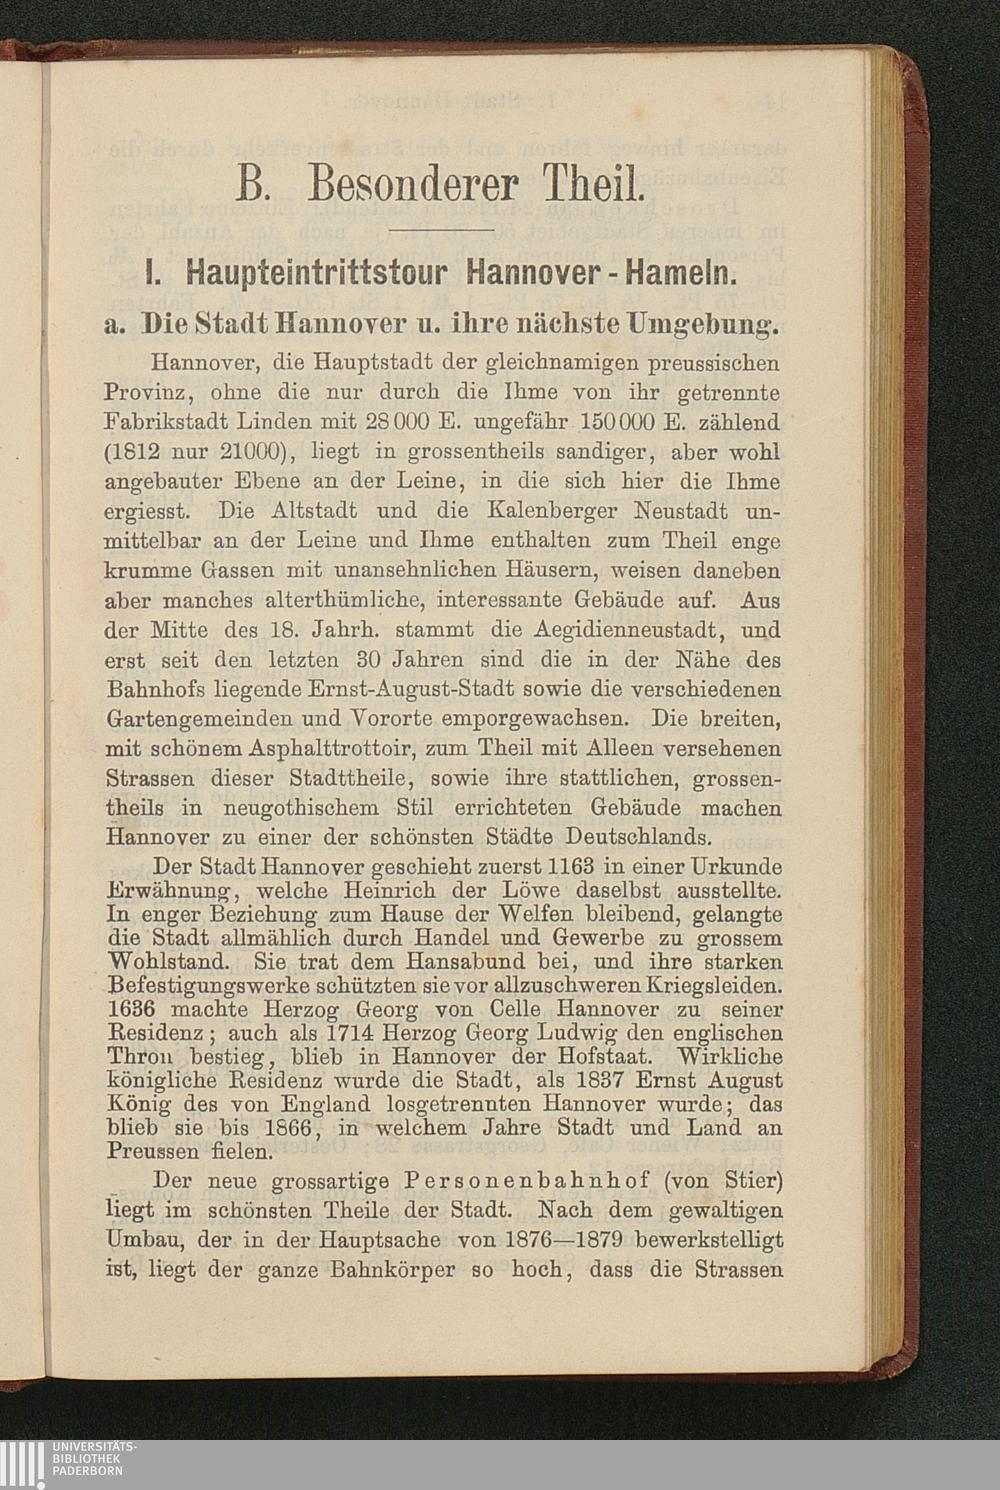 B. Besonderer Theil.
I. Haupteintrittstour Hannover - Hameln.
a. Die Stadt Hannover u. ihre nächste Umgebung.
Hannover, die Hauptstadt der gleichnamigen preussischen
Provinz, ohne die nur durch die Ihme von ihr getrennte
Fabrikstadt Linden mit 28 000 E. ungefähr 150 000 E. zählend
(1812 nur 21000), liegt in grossentheils sandiger, aber wohl
angebauter Ebene an der Leine, in die sich hier die Ihme
ergiesst. Die Altstadt und die Kalenberger Neustadt un-
mittelbar an der Leine und Ihme enthalten zum Theil enge
krumme Gassen mit unansehnlichen Häusern, weisen daneben
aber manches alterthümliche, interessante Gebäude auf. Aus
der Mitte des 18. Jahrh. stammt die Aegidienneustadt, und
erst seit den letzten 30 Jahren sind die in der Nähe des
Bahnhofs liegende Ernst-August-Stadt sowie die verschiedenen
Gartengemeinden und Vororte emporgewachsen. Die breiten,
mit schönem Asphalttrottoir, zum Theil mit Alleen versehenen
Strassen dieser Stadttheile, sowie ihre stattlichen, grossen-
theils in neugothischem Stil errichteten Gebäude machen
Hannover zu einer der schönsten Städte Deutschlands.
Der Stadt Hannover geschieht zuerst 1163 in einer Urkunde
Erwähnung, welche Heinrich der Löwe daselbst ausstellte.
In enger Beziehung zum Hause der Welfen bleibend, gelangte
die Stadt allmählich durch Handel und Gewerbe zu grossem
Wohlstand. Sie trat dem Hansabund bei, und ihre starken
Befestigungswerke schützten sie vor allzuschweren Kriegsleiden.
1636 machte Herzog Georg von Celle Hannover zu seiner
Residenz; auch als 1714 Herzog Georg Ludwig den englischen
Thron bestieg, blieb in Hannover der Hofstaat. Wirkliche
königliche Residenz wurde die Stadt, als 1837 Ernst August
König des von England losgetrennten Hannover wurde; das
blieb sie bis 1866, in welchem Jahre Stadt und Land an
Preussen fielen.
Der neue grossartige Personenbahnhof (von Stier)
liegt im schönsten Theile der Stadt. Nach dem gewaltigen
Umbau, der in der Hauptsache von 1876—1879 bewerkstelligt
ist, liegt der ganze Bahnkörper so hoch, dass die Strassen
UNIVERSITÄTS-
BIBLIOTHEK
PADERBORN